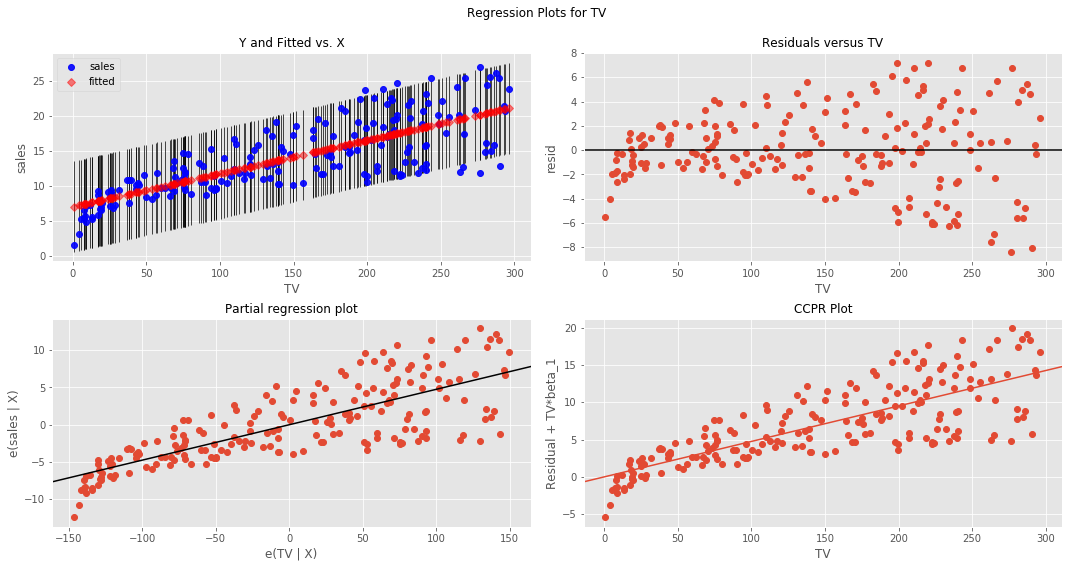 Regression Plots for TV
Y and Fitted vs. X
sales
fitted
sales
25
20
15
10
5
0
0 50 100 150 200 250 300
TV
Residuals versus TV
resid
8
6
4
2
0
−2
−4
−6
−8
0 50 100 150 200 250 300
TV
Partial regression plot
e(sales | X)
10
5
0
−5
−10
−150 −100 −50 0 50 100 150
e(TV | X)
CCPR Plot
Residual + TV*beta_1
20
15
10
5
0
−5
0 50 100 150 200 250 300
TV